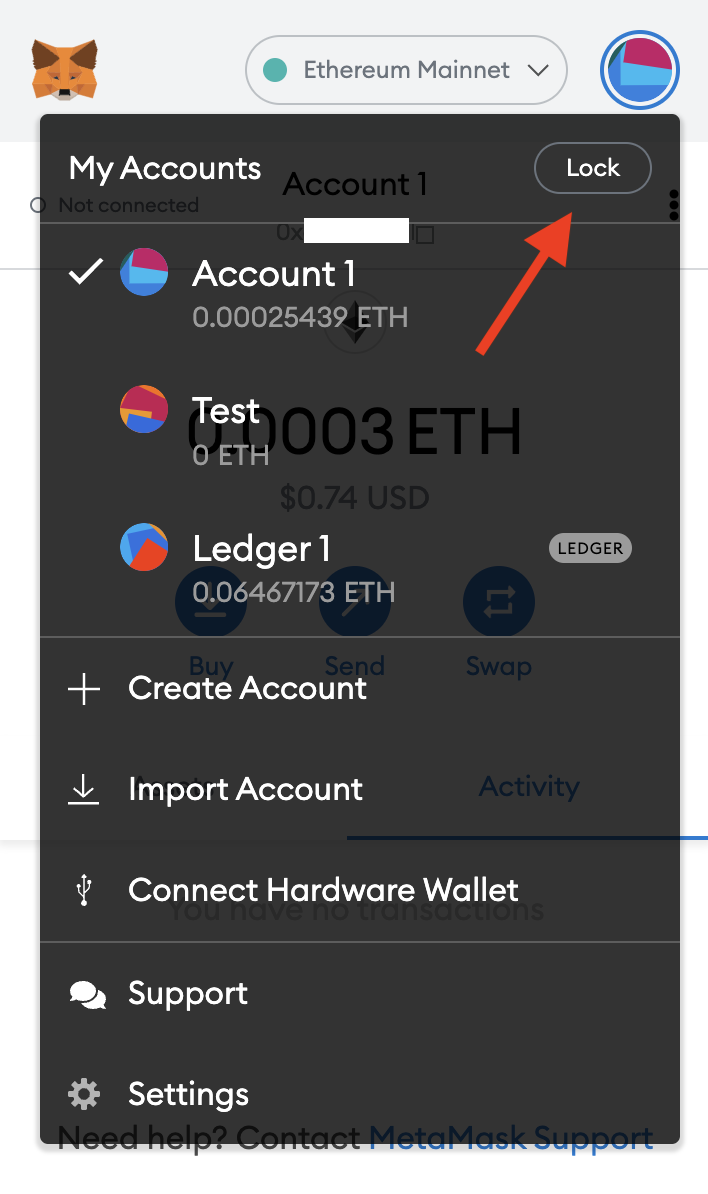 Ethereum Mainnet
My Accounts
Lock
Account 1
Not connected
0x
Account 1
0.00025439 ETH
Test
0.0003 ETH
0 ETH
$0.74 USD
Ledger 1
LEDGER
0.06467173 ETH
Buy
Send
Swap
Create Account
Import Account
Activity
Connect Hardware Wallet
You have no transactions
Support
Settings
Need help? Contact MetaMask Support